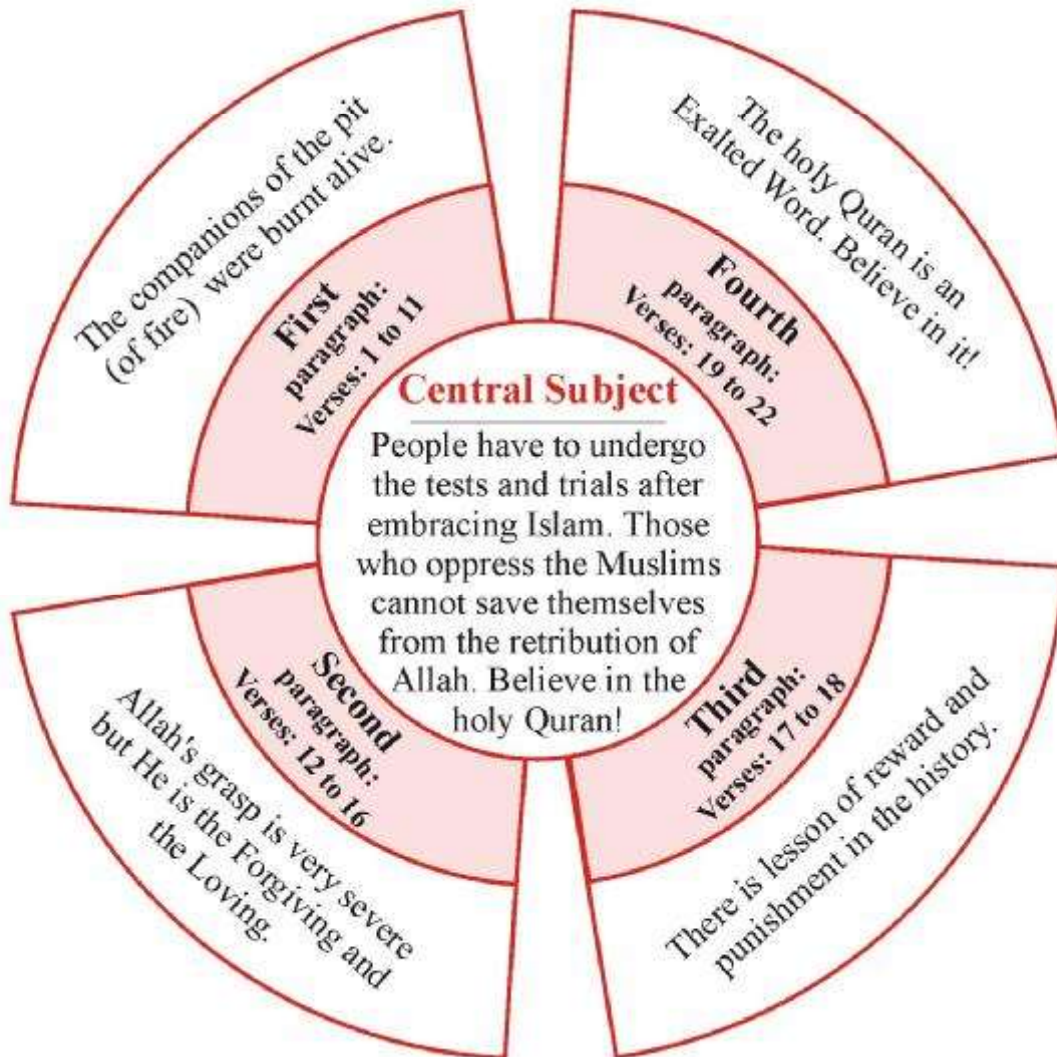 The companions of the pit
(of fire) were burnt alive.
First
paragraph:
Verses: 1 to 11
The holy Quran is an
Exalted Word. Believe in it!
Fourth
paragraph:
Verses: 19 to 22
Central Subject
People have to undergo
the tests and trials after
embracing Islam. Those
who oppress the Muslims
cannot save themselves
from the retribution of
Allah. Believe in the
holy Quran!
Second
paragraph:
Verses: 12 to 16
Allah's grasp is very severe
but He is the Forgiving and
the Loving.
Third
paragraph:
Verses: 17 to 18
There is lesson of reward and
punishment in the history.